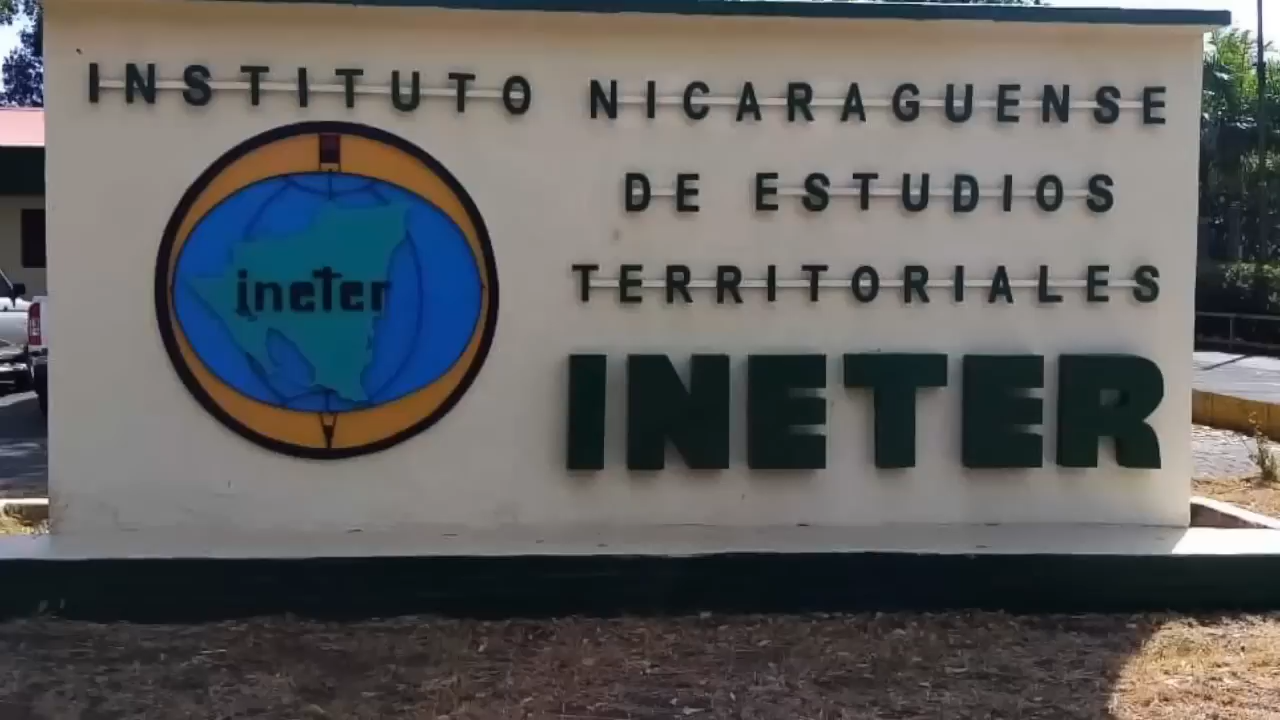 INSTITUTO NICARAGUENSE
DE ESTUDIOS
TERRITORIALES
INETER
ineter